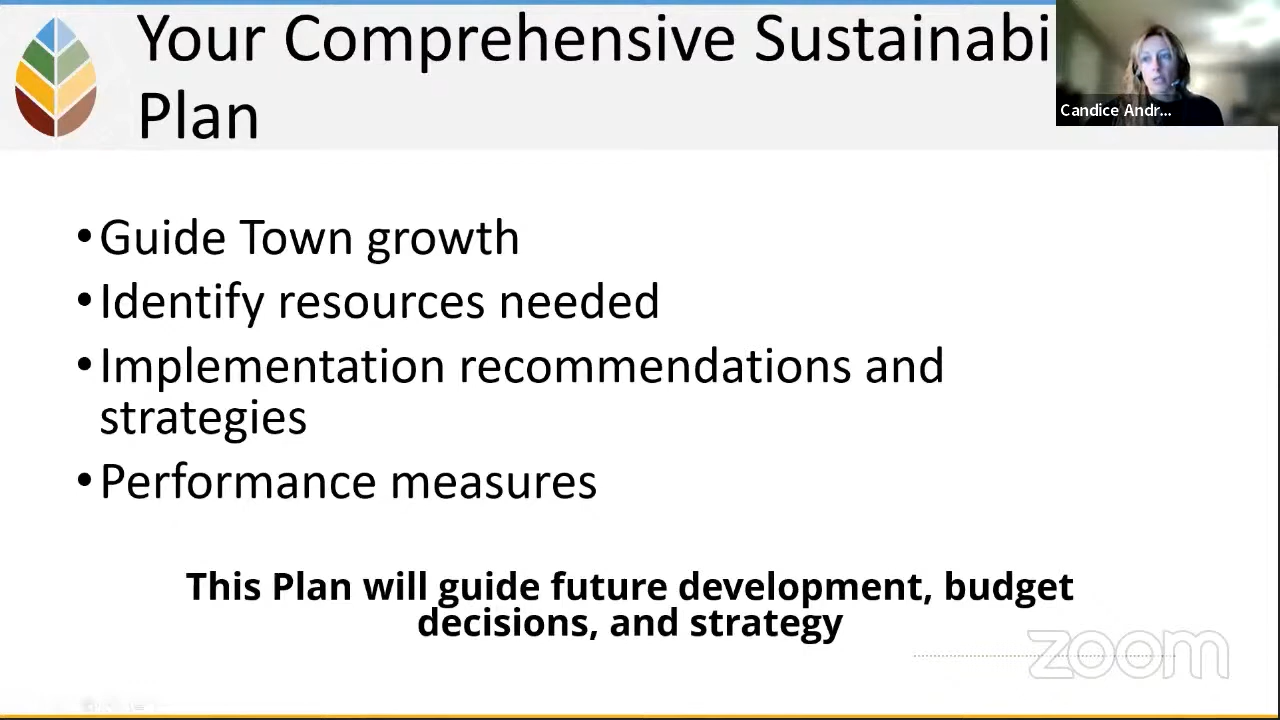 Your Comprehensive Sustainabi
Plan
Candice Andr...
•Guide Town growth
•Identify resources needed
•Implementation recommendations and
strategies
•Performance measures
This Plan will guide future development, budget
decisions, and strategy
zoom